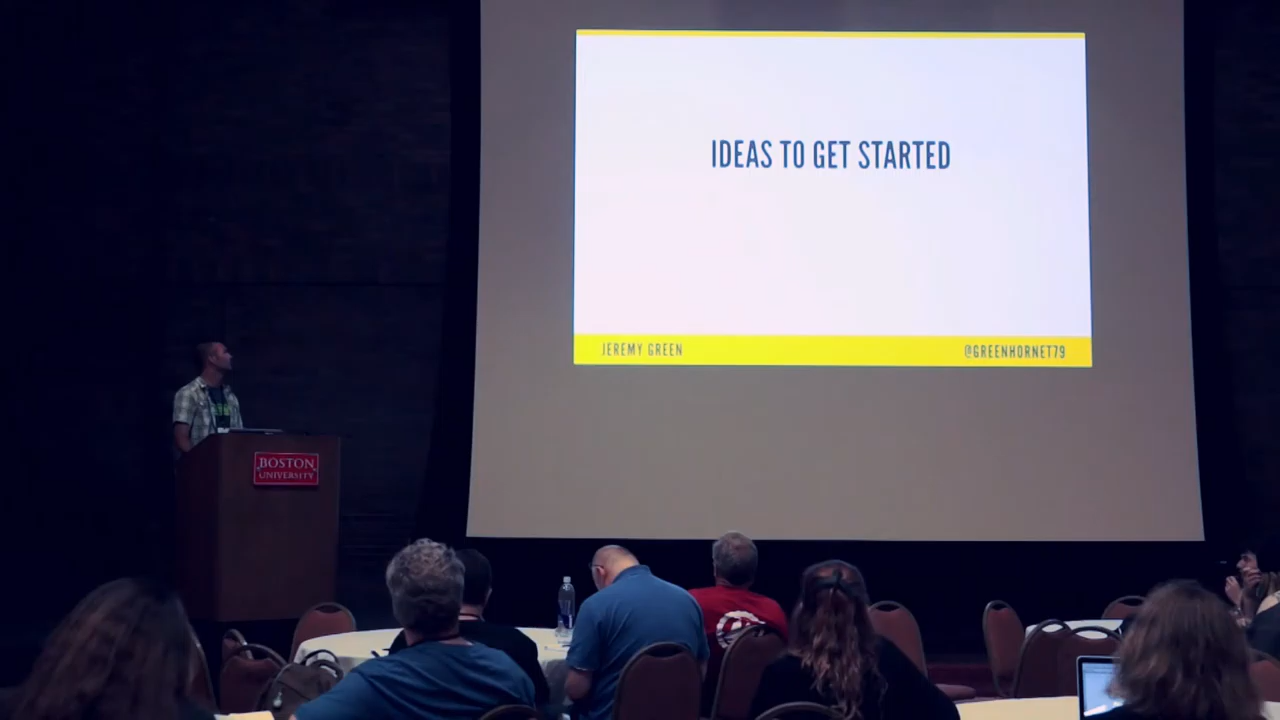 IDEAS TO GET STARTED
JEREMY GREEN
@GREENHORNET79
BOSTON
UNIVERSITY